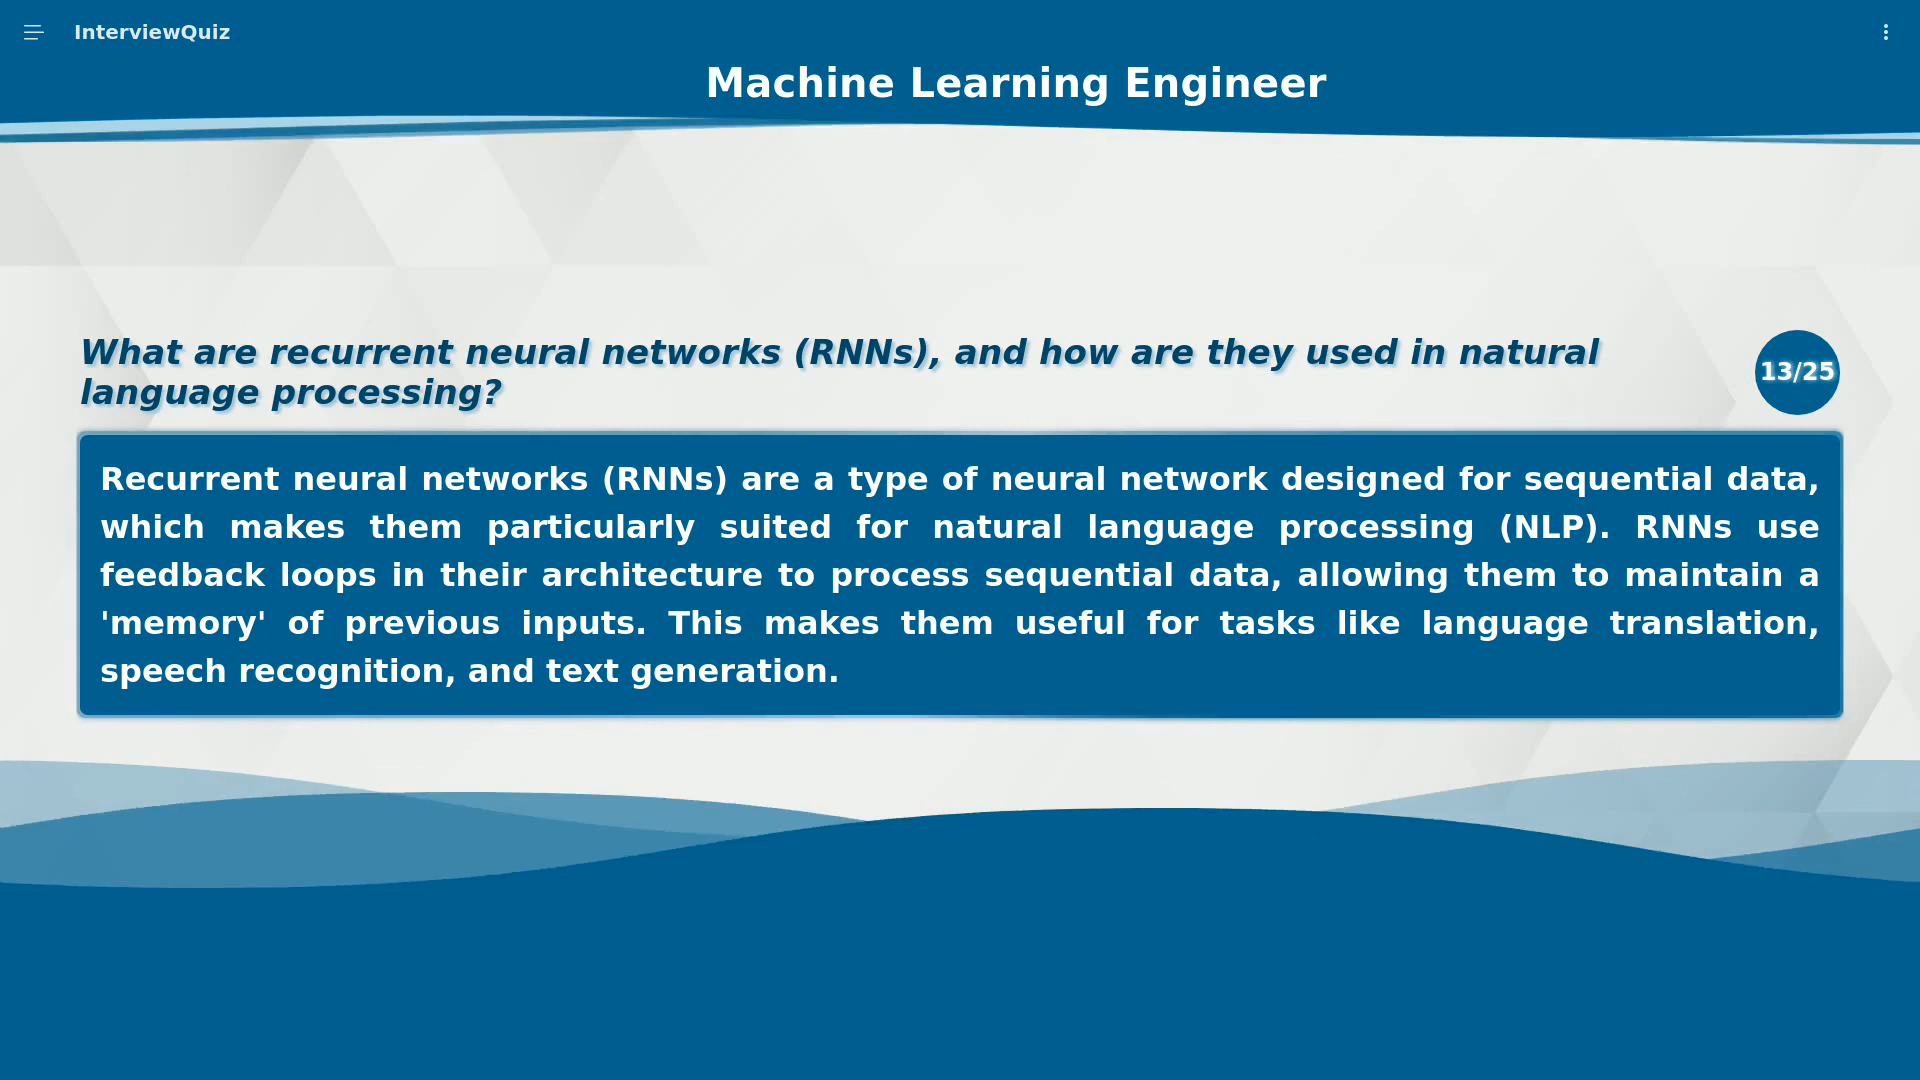 InterviewQuiz
Machine Learning Engineer
What are recurrent neural networks (RNNs), and how are they used in natural
language processing?
13/25
Recurrent neural networks (RNNs) are a type of neural network designed for sequential data,
which makes them particularly suited for natural language processing (NLP). RNNs use
feedback loops in their architecture to process sequential data, allowing them to maintain a
'memory' of previous inputs. This makes them useful for tasks like language translation,
speech recognition, and text generation.